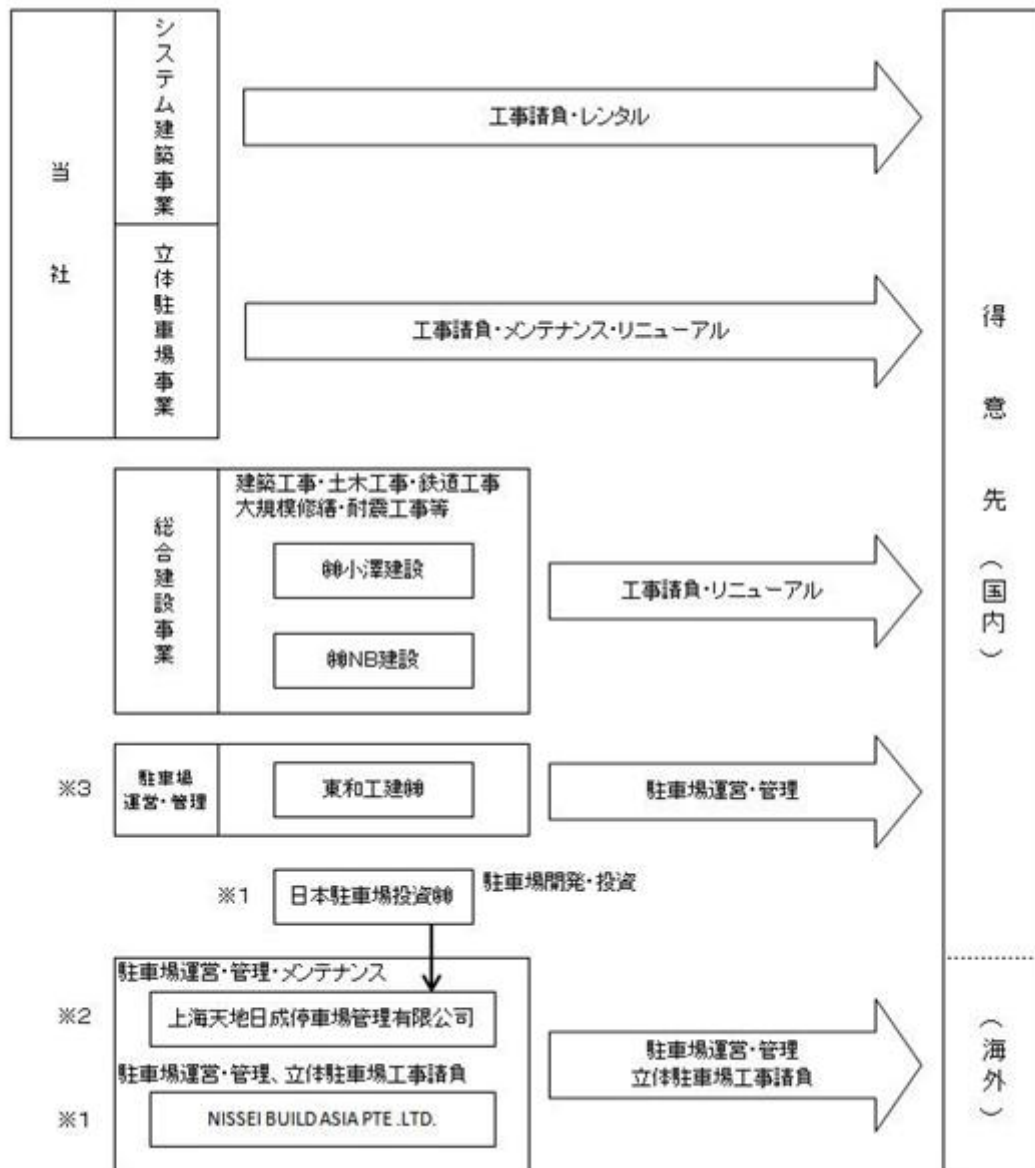 当社
システム建築事業
工事請負・レンタル
立体駐車場事業
工事請負・メンテナンス・リニューアル
得意先(国内)
総合建設事業
建築工事・土木工事・鉄道工事
大規模修繕・耐震工事等
㈱小澤建設
㈱NB建設
工事請負・リニューアル
※3
駐車場
運営・管理
東和工建㈱
駐車場運営・管理
※1
日本駐車場投資㈱
駐車場開発・投資
駐車場運営・管理・メンテナンス
※2
上海天地日成停車場管理有限公司
駐車場運営・管理、立体駐車場工事請負
※1
NISSEI BUILD ASIA PTE .LTD.
駐車場運営・管理
立体駐車場工事請負
(海外)